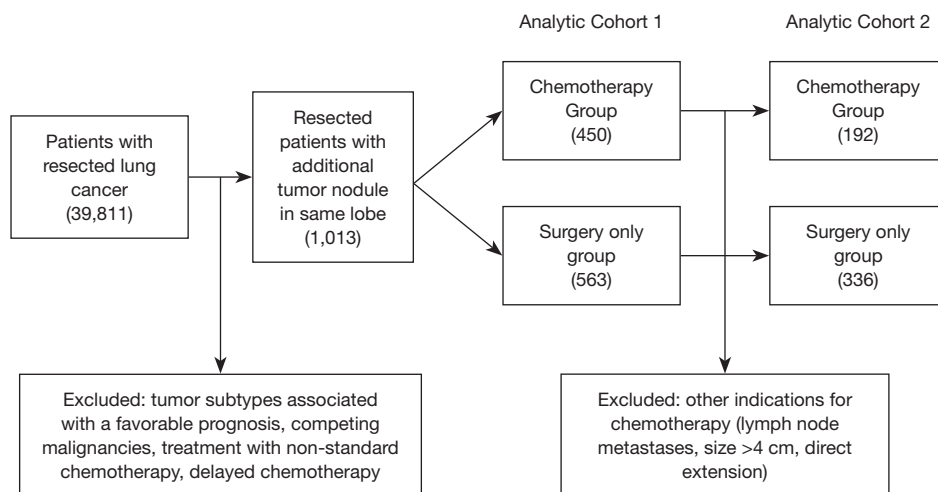 Analytic Cohort 1
Analytic Cohort 2
Patients with
resected lung
cancer
(39,811)
Resected
patients with
additional
tumor nodule
in same lobe
(1,013)
Chemotherapy
Group
(450)
Chemotherapy
Group
(192)
Surgery only
group
(563)
Surgery only
group
(336)
Excluded: tumor subtypes associated
with a favorable prognosis, competing
malignancies, treatment with non-standard
chemotherapy, delayed chemotherapy
Excluded: other indications for
chemotherapy (lymph node
metastases, size >4 cm, direct
extension)